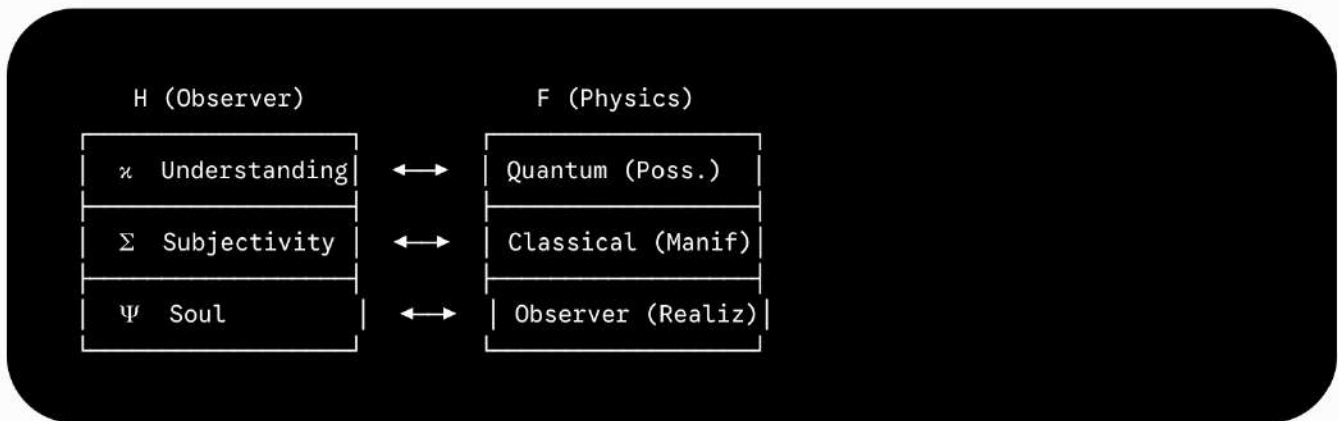 H (Observer) F (Physics)
ϰ Understanding ◄─► Quantum (Poss.)
Σ Subjectivity ◄─► Classical (Manif)
Ψ Soul ◄─► Observer (Realiz)